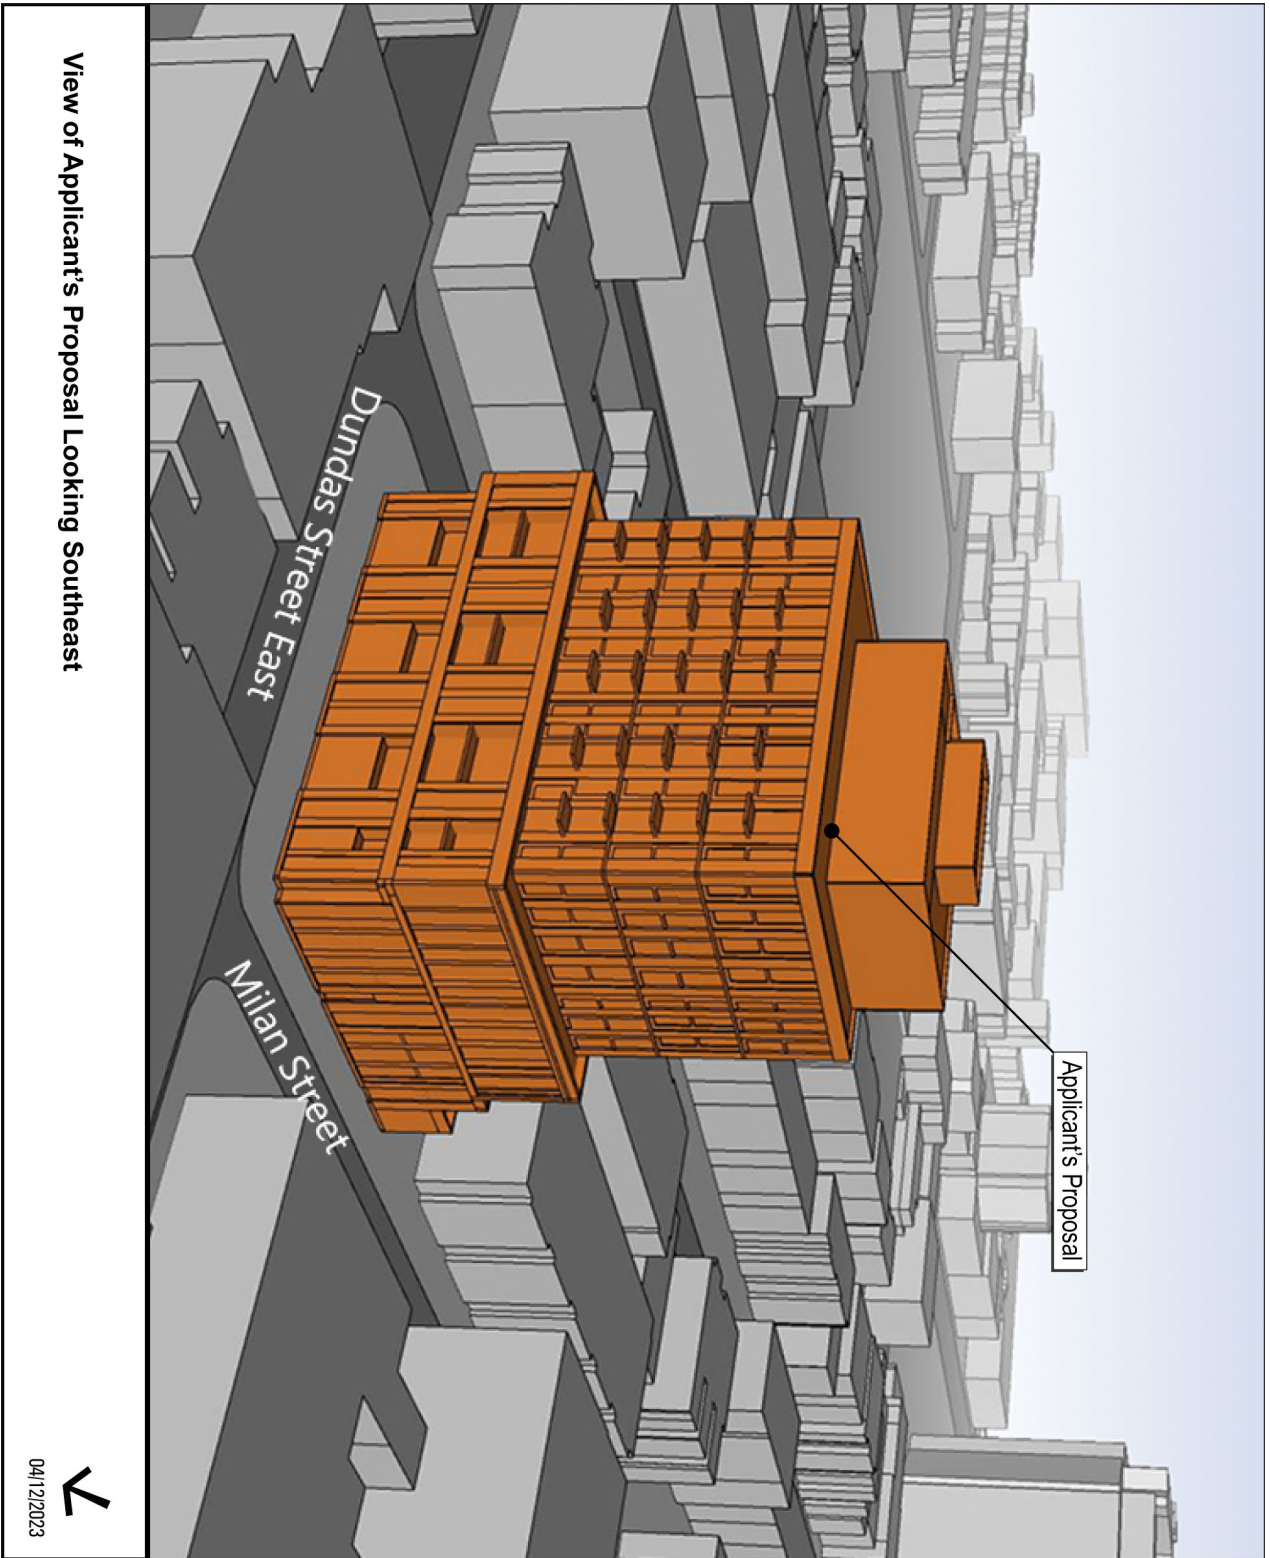 Applicant's Proposal
Dundas Street East
Milan Street
View of Applicant's Proposal Looking Southeast
04/12/2023